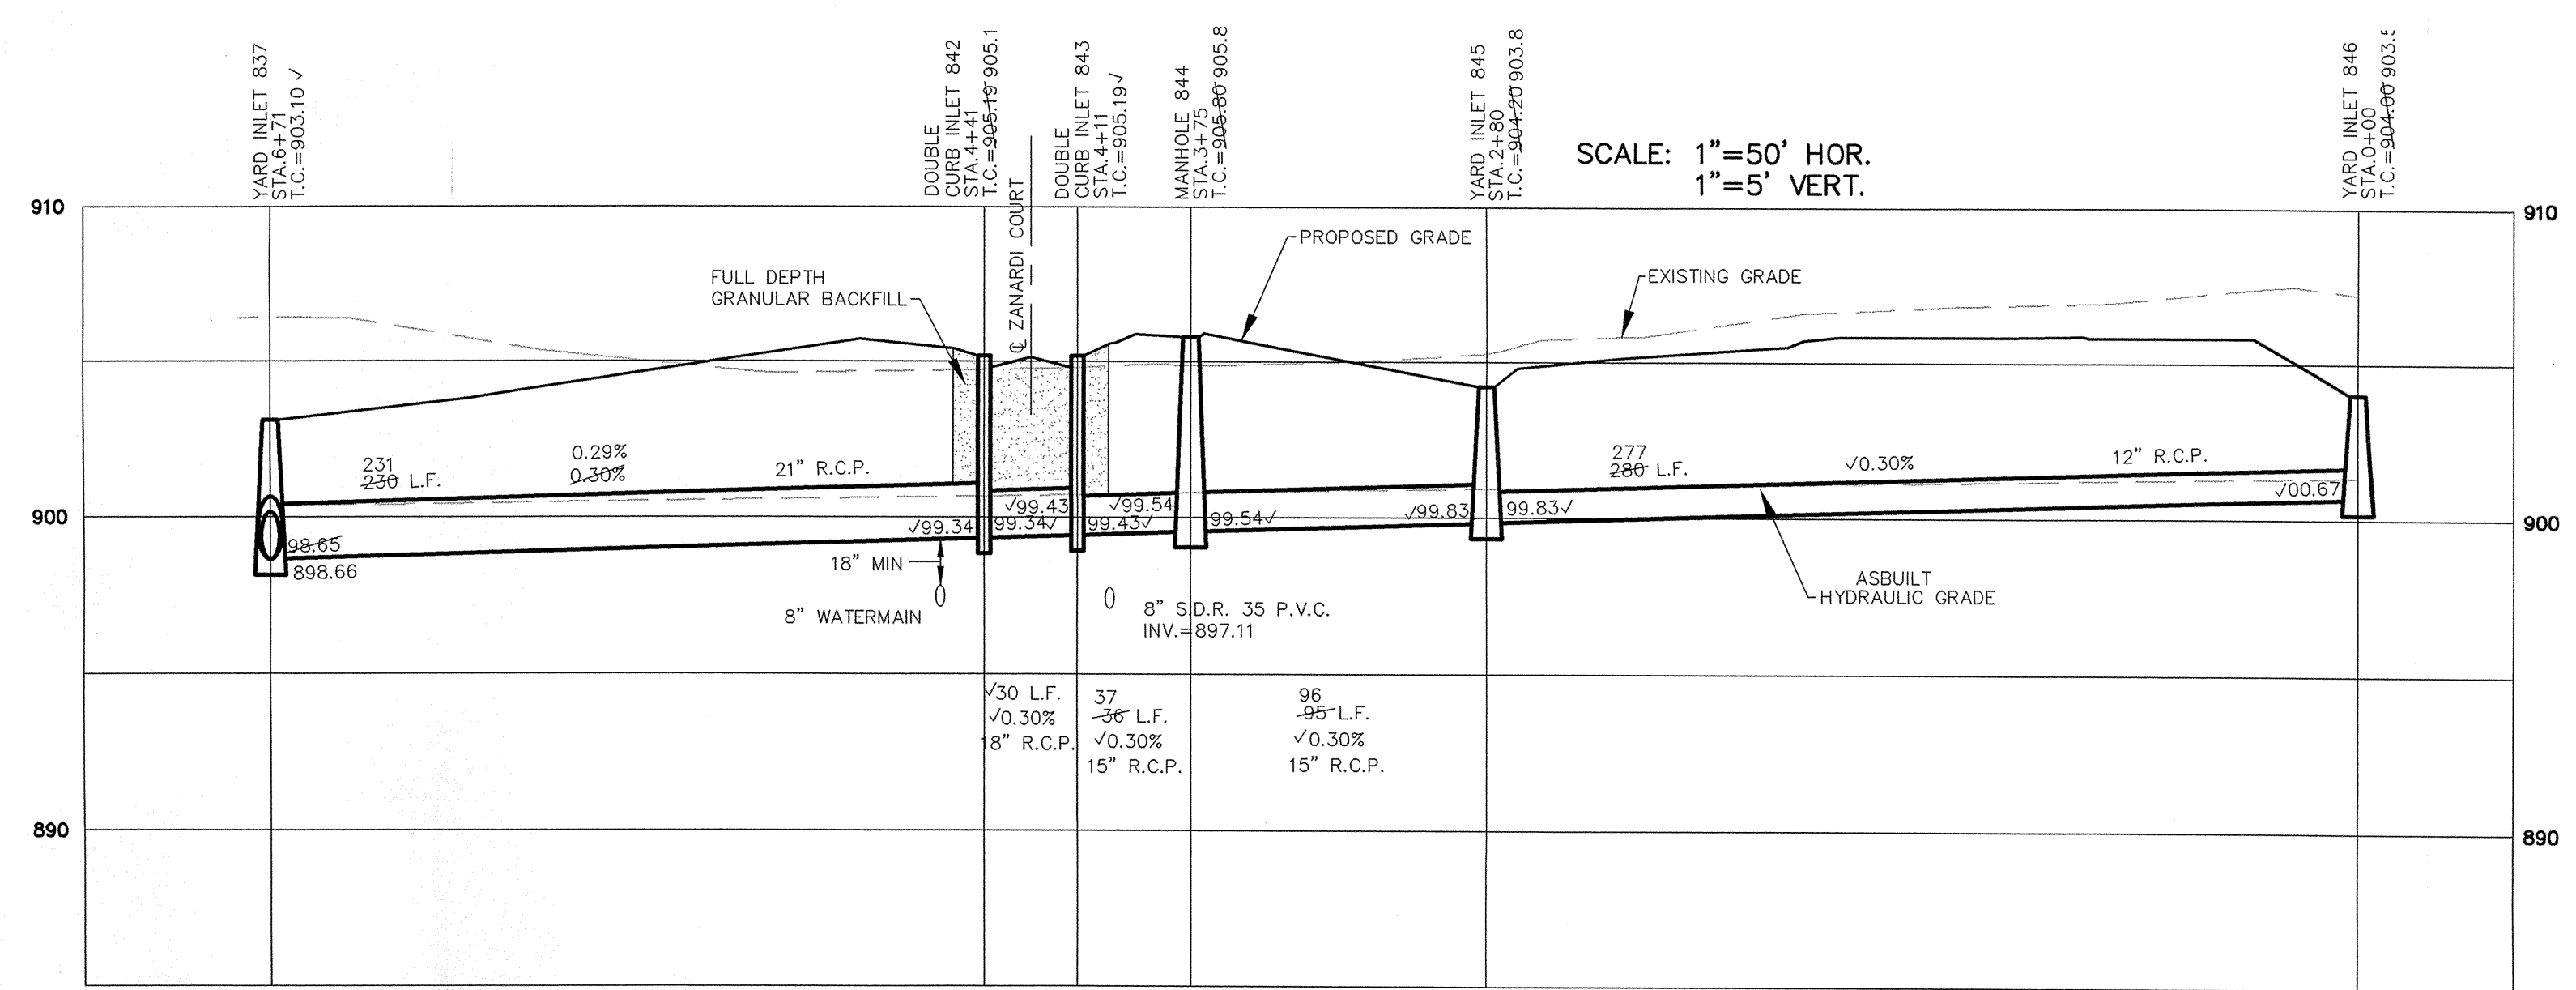 YARD INLET 837
STA.6+71
T.C.=903.10 √
DOUBLE
CURB INLET 842
STA.4+41
T.C.=905.19 905.1
℄ ZANARDI COURT
DOUBLE
CURB INLET 843
STA.4+11
T.C.=905.19√
MANHOLE 844
STA.3+75
T.C.=905.80 905.8
YARD INLET 845
STA.2+80
T.C.=904.20 903.8
SCALE: 1"=50' HOR.
1"=5' VERT.
YARD INLET 846
STA.0+00
T.C.=904.00 903.5
910
910
PROPOSED GRADE
FULL DEPTH
GRANULAR BACKFILL
EXISTING GRADE
231
230 L.F.
0.29%
0.30%
21" R.C.P.
277
280 L.F.
√0.30%
12" R.C.P.
900
900
98.65
898.66
√99.34
99.34√
√99.43
99.43√
√99.54
99.54√
√99.83
99.83√
√00.67
18" MIN
8" WATERMAIN
8" S.D.R. 35 P.V.C.
INV.=897.11
ASBUILT
HYDRAULIC GRADE
√30 L.F.
√0.30%
18" R.C.P.
37
36 L.F.
√0.30%
15" R.C.P.
96
95 L.F.
√0.30%
15" R.C.P.
890
890